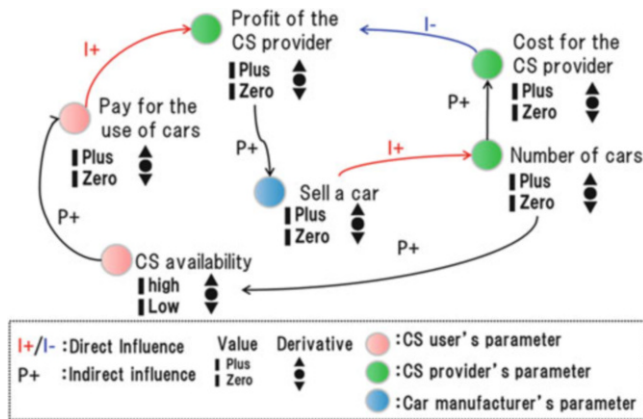 I+
Profit of the
CS provider
Plus
Zero
I-
Cost for the
CS provider
Plus
Zero
Pay for the
use of cars
Plus
Zero
P+
P+
I+
Number of cars
Plus
Zero
Sell a car
Plus
Zero
P+
P+
CS availability
high
Low
I+/I- :Direct Influence
P+ :Indirect influence
Value
Plus
Zero
Derivative
:CS user's parameter
:CS provider's parameter
:Car manufacturer's parameter